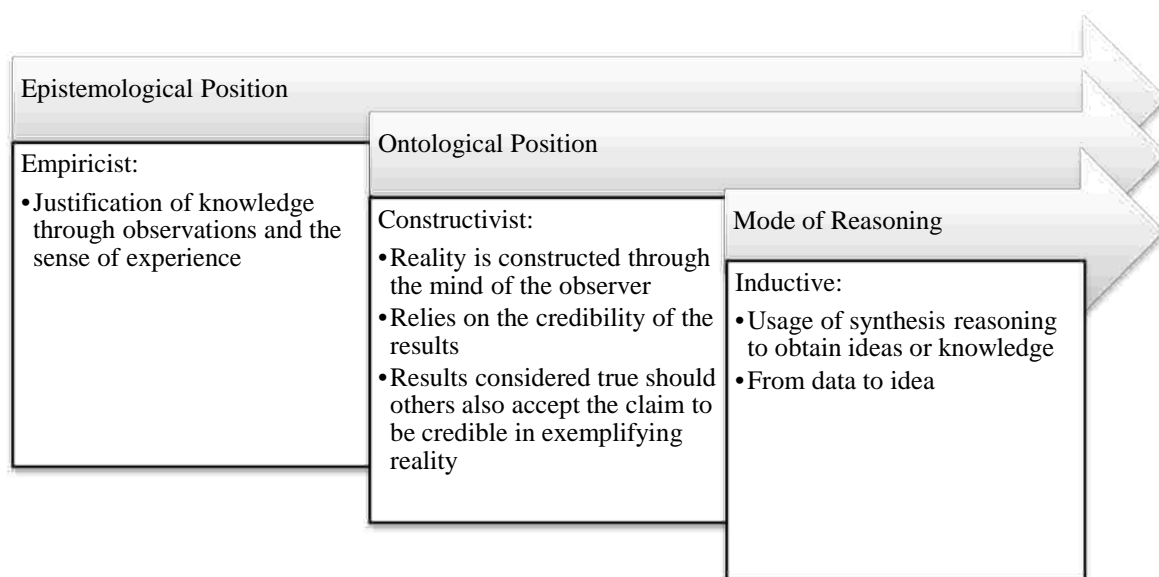 Epistemological Position
Empiricist:
•Justification of knowledge
through observations and the
sense of experience
Ontological Position
Constructivist:
•Reality is constructed through
the mind of the observer
•Relies on the credibility of the
results
•Results considered true should
others also accept the claim to
be credible in exemplifying
reality
Mode of Reasoning
Inductive:
•Usage of synthesis reasoning
to obtain ideas or knowledge
•From data to idea